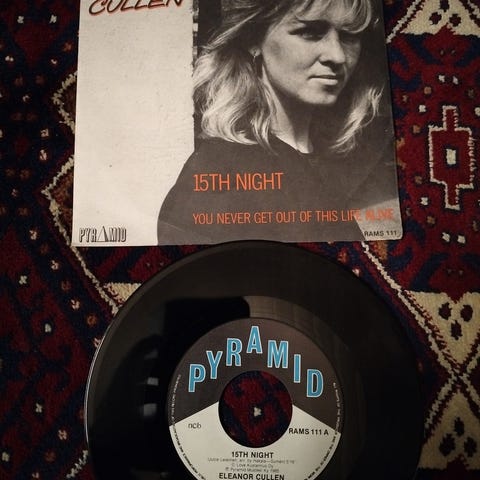 CULLEN
15TH NIGHT
YOU NEVER GET OUT OF THIS LIFE ALIVE
PYRAMID
RAMS 111
PYRAMID
ncb
RAMS 111 A
15TH NIGHT
ELEANOR CULLEN